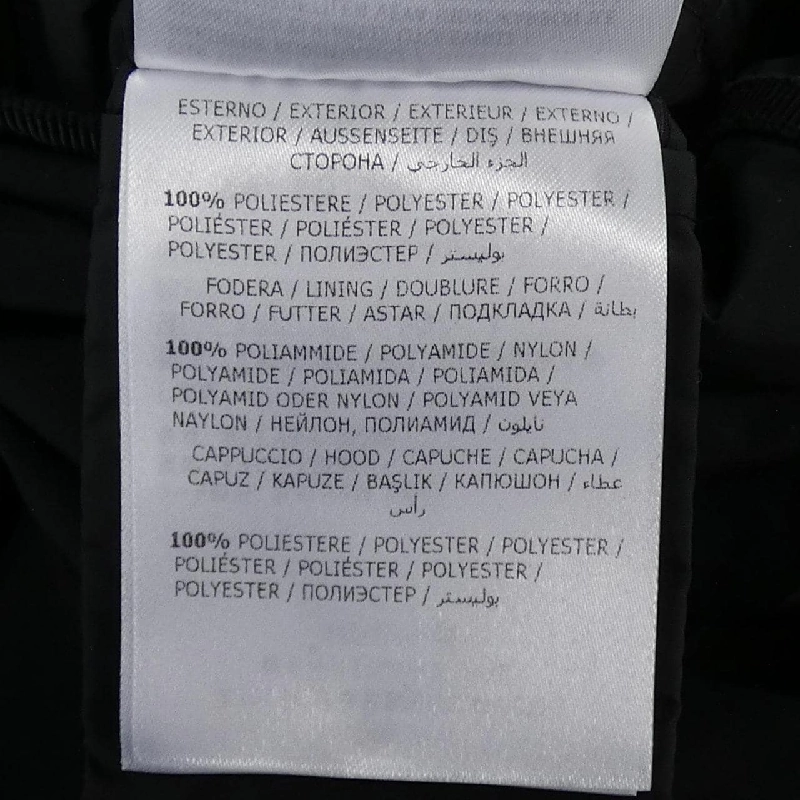 ESTERNO / EXTERIOR / EXTERIEUR / EXTERNO /
EXTERIOR / AUSSENSEITE / DIŞ / ВНЕШНЯЯ
СТОРОНА / الجزء الخارجي
100% POLIESTERE / POLYESTER / POLYESTER /
POLIÉSTER / POLIÉSTER / POLYESTER /
POLYESTER / ПОЛИЭСТЕР / بوليستر
FODERA / LINING / DOUBLURE / FORRO /
FORRO / FUTTER / ASTAR / ПОДКЛАДКА / بطانة
100% POLIAMMIDE / POLYAMIDE / NYLON /
POLYAMIDE / POLIAMIDA / POLIAMIDA /
POLYAMID ODER NYLON / POLYAMID VEYA
NAYLON / НЕЙЛОН, ПОЛИАМИД / نايلون
CAPPUCCIO / HOOD / CAPUCHE / CAPUCHA /
CAPUZ / KAPUZE / BAŞLIK / КАПЮШОН / غطاء
رأس
100% POLIESTERE / POLYESTER / POLYESTER /
POLIÉSTER / POLIÉSTER / POLYESTER /
POLYESTER / ПОЛИЭСТЕР / بوليستر